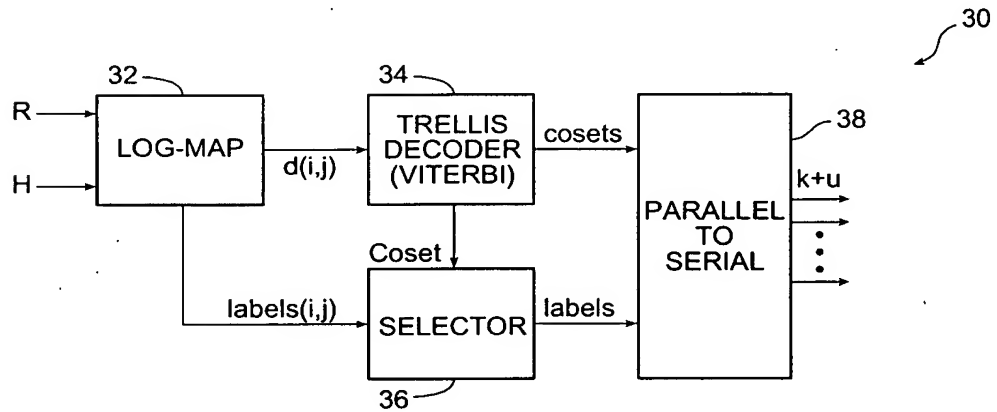 30
32
34
R
H
LOG-MAP
d(i,j)
TRELLIS
DECODER
(VITERBI)
cosets
38
k+u
PARALLEL
TO
SERIAL
Coset
labels(i,j)
SELECTOR
labels
36